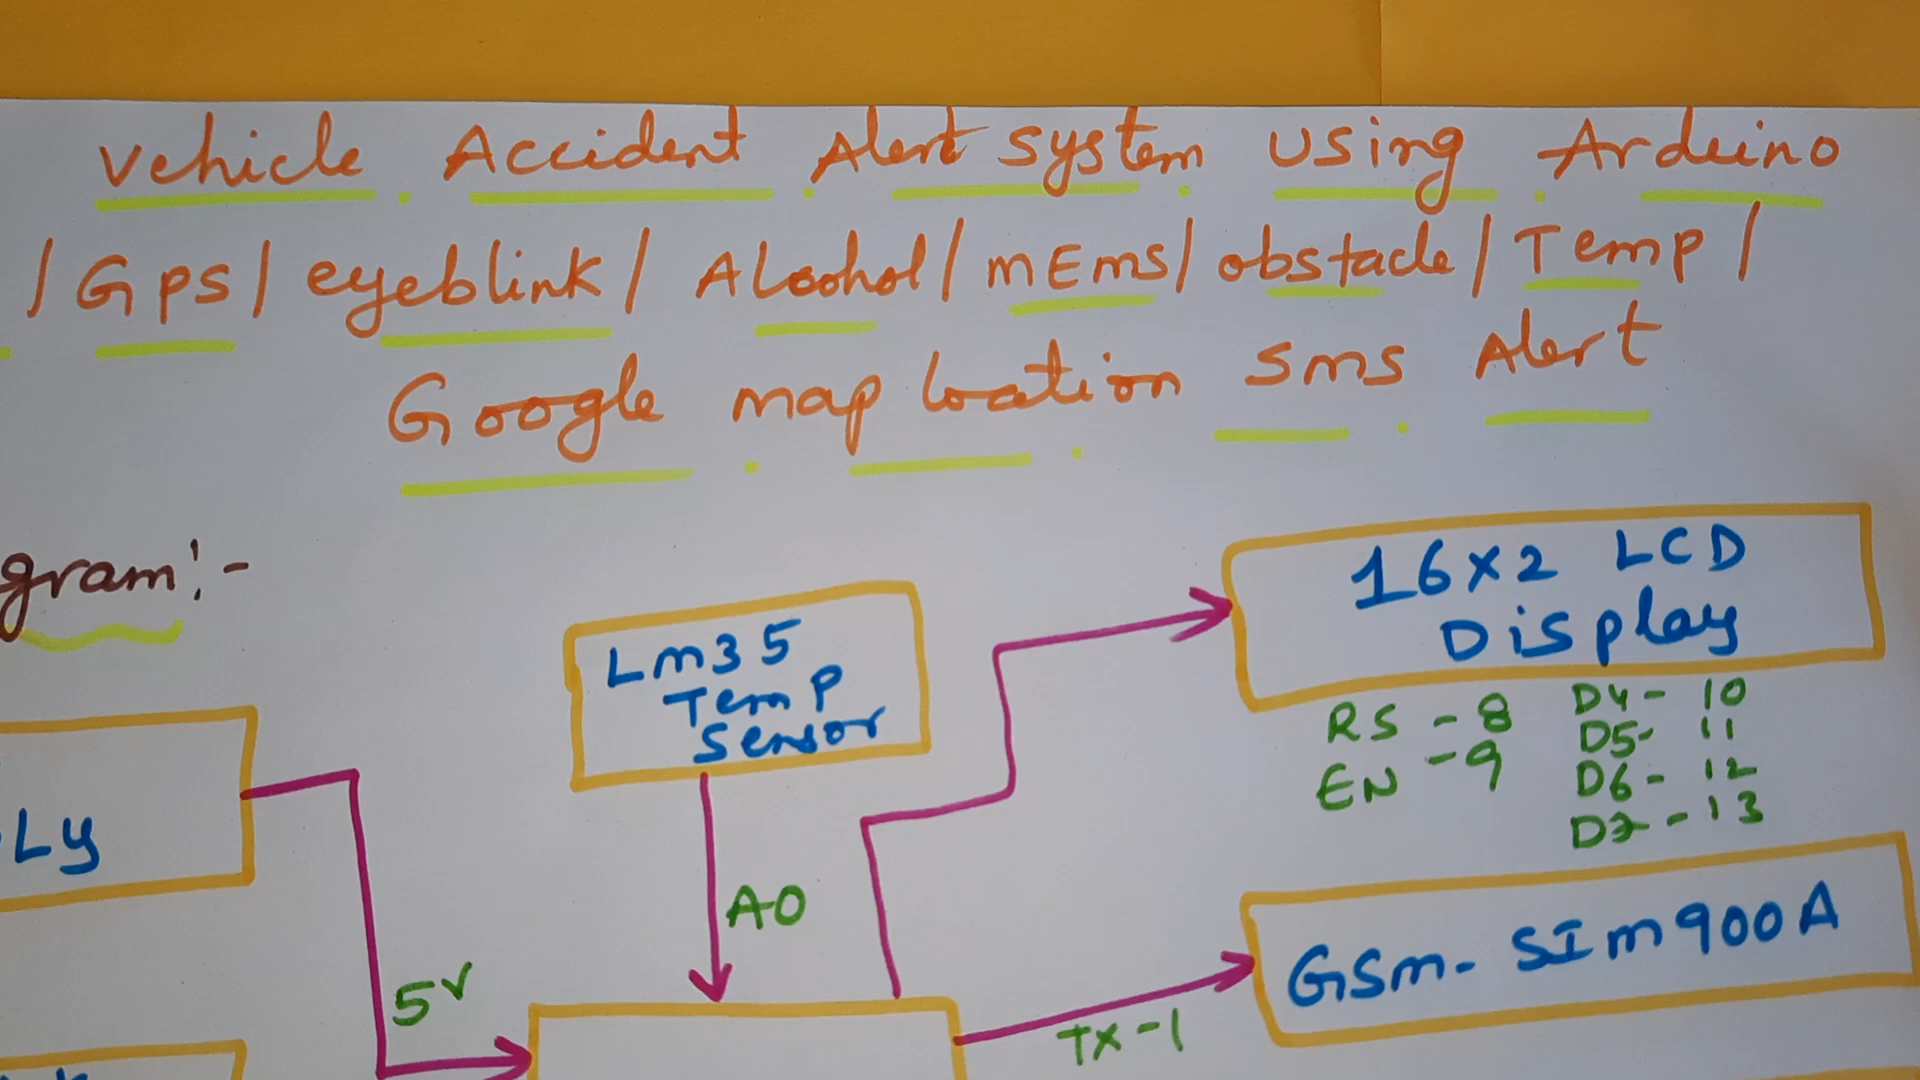 Vehicle Accident Alert system using Arduino
/ Gps / eyeblink / Alcohol / mEms / obstacle / Temp /
Google map location sms Alert
gram:-
16x2 LCD
Display
Lm35
Temp
Sensor
RS - 8
EN - 9
D4 - 10
D5- 11
D6 - 12
D7 - 13
Ly
A0
5V
GSm- SIm900A
TX-1